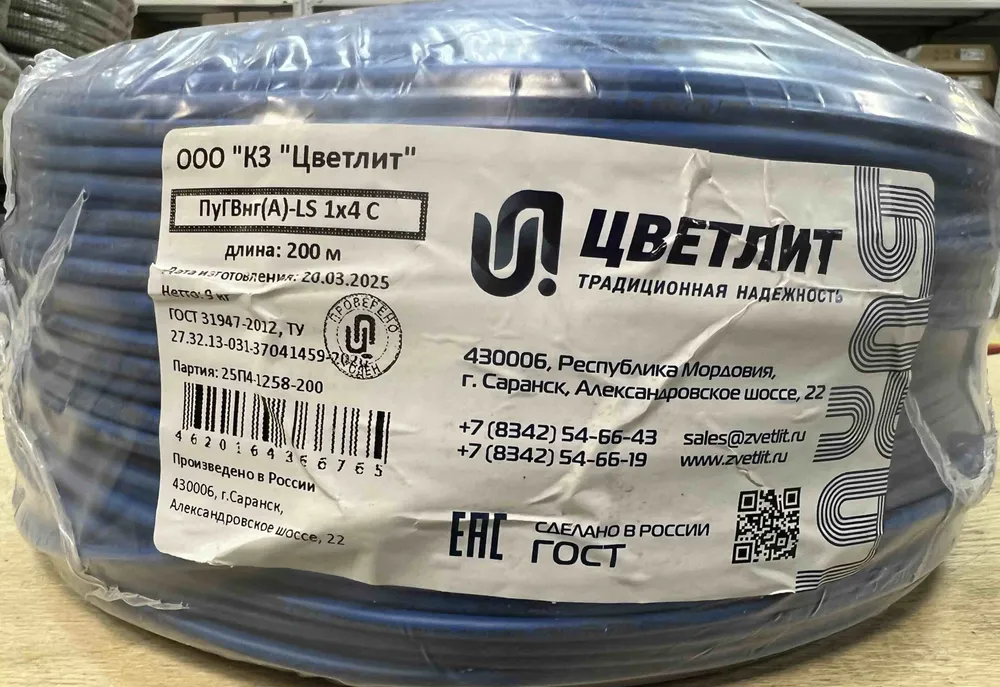 ООО "КЗ "Цветлит"
ПуГВнг(А)-LS 1х4 С
длина: 200 м
Дата изготовления: 20.03.2025
Нетто: 9 кг
ГОСТ 31947-2012, ТУ
27.32.13-031-37041459-2020
Партия: 25П4-1258-200
4620164366765
Произведено в России
430006, г.Саранск,
Александровское шоссе, 22
ПРОВЕРЕНО
ЦВЕТЛИТ
ТРАДИЦИОННАЯ НАДЕЖНОСТЬ
430006, Республика Мордовия,
г. Саранск, Александровское шоссе, 22
+7 (8342) 54-66-43 sales@zvetlit.ru
+7 (8342) 54-66-19 www.zvetlit.ru
ЕАС
СДЕЛАНО В РОССИИ
ГОСТ